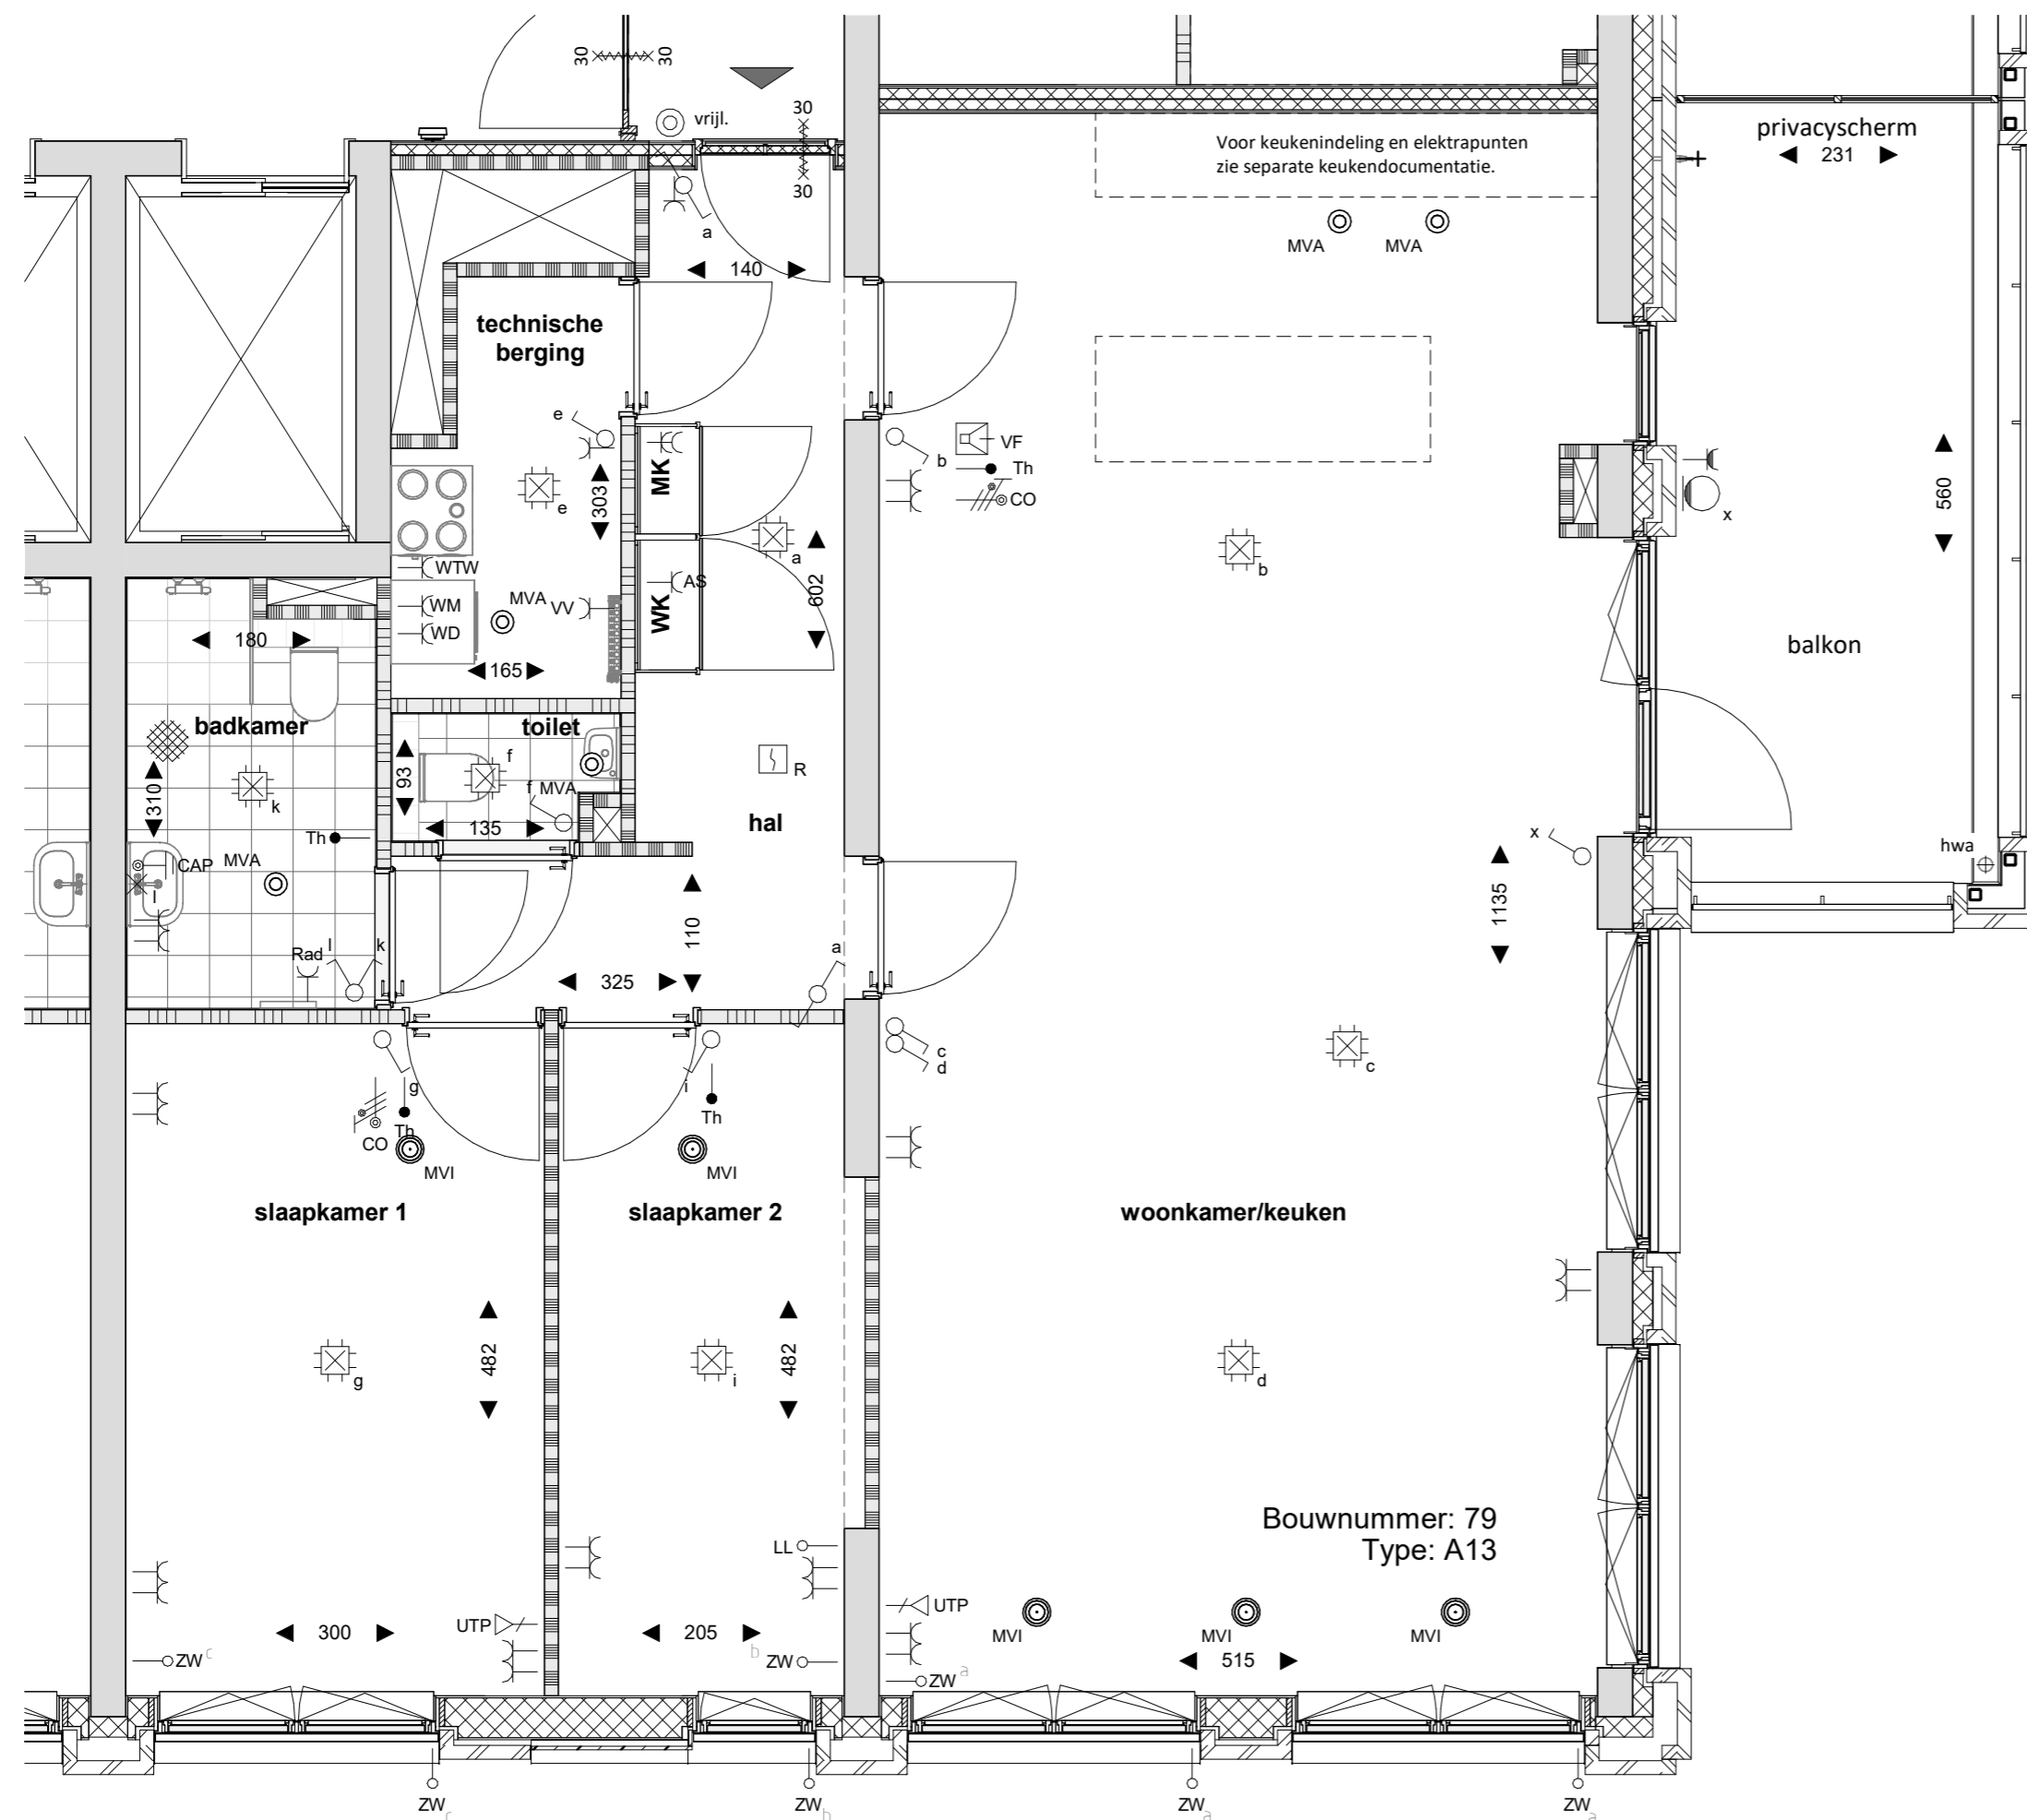 30
30
vrijl.
30
30
Voor keukenindeling en elektrapunten
zie separate keukendocumentatie.
privacyscherm
231
a
140
MVA
MVA
technische
berging
e
e
303
MK
a
602
b
VF
Th
CO
b
x
560
WTW
WM
WD
MVA
VV
AS
WK
165
180
balkon
badkamer
toilet
93
f
f
MVA
135
R
hal
310
k
Th
CAP
MVA
l
x
hwa
1135
110
Rad
l
k
325
a
c
d
c
g
i
CO
Th
Th
MVI
MVI
slaapkamer 1
slaapkamer 2
woonkamer/keuken
482
482
g
i
d
Bouwnummer: 79
Type: A13
LL
UTP
UTP
MVI
MVI
MVI
300
205
515
ZW c
b ZW
ZW a
ZW c
ZW b
ZW a
ZW a